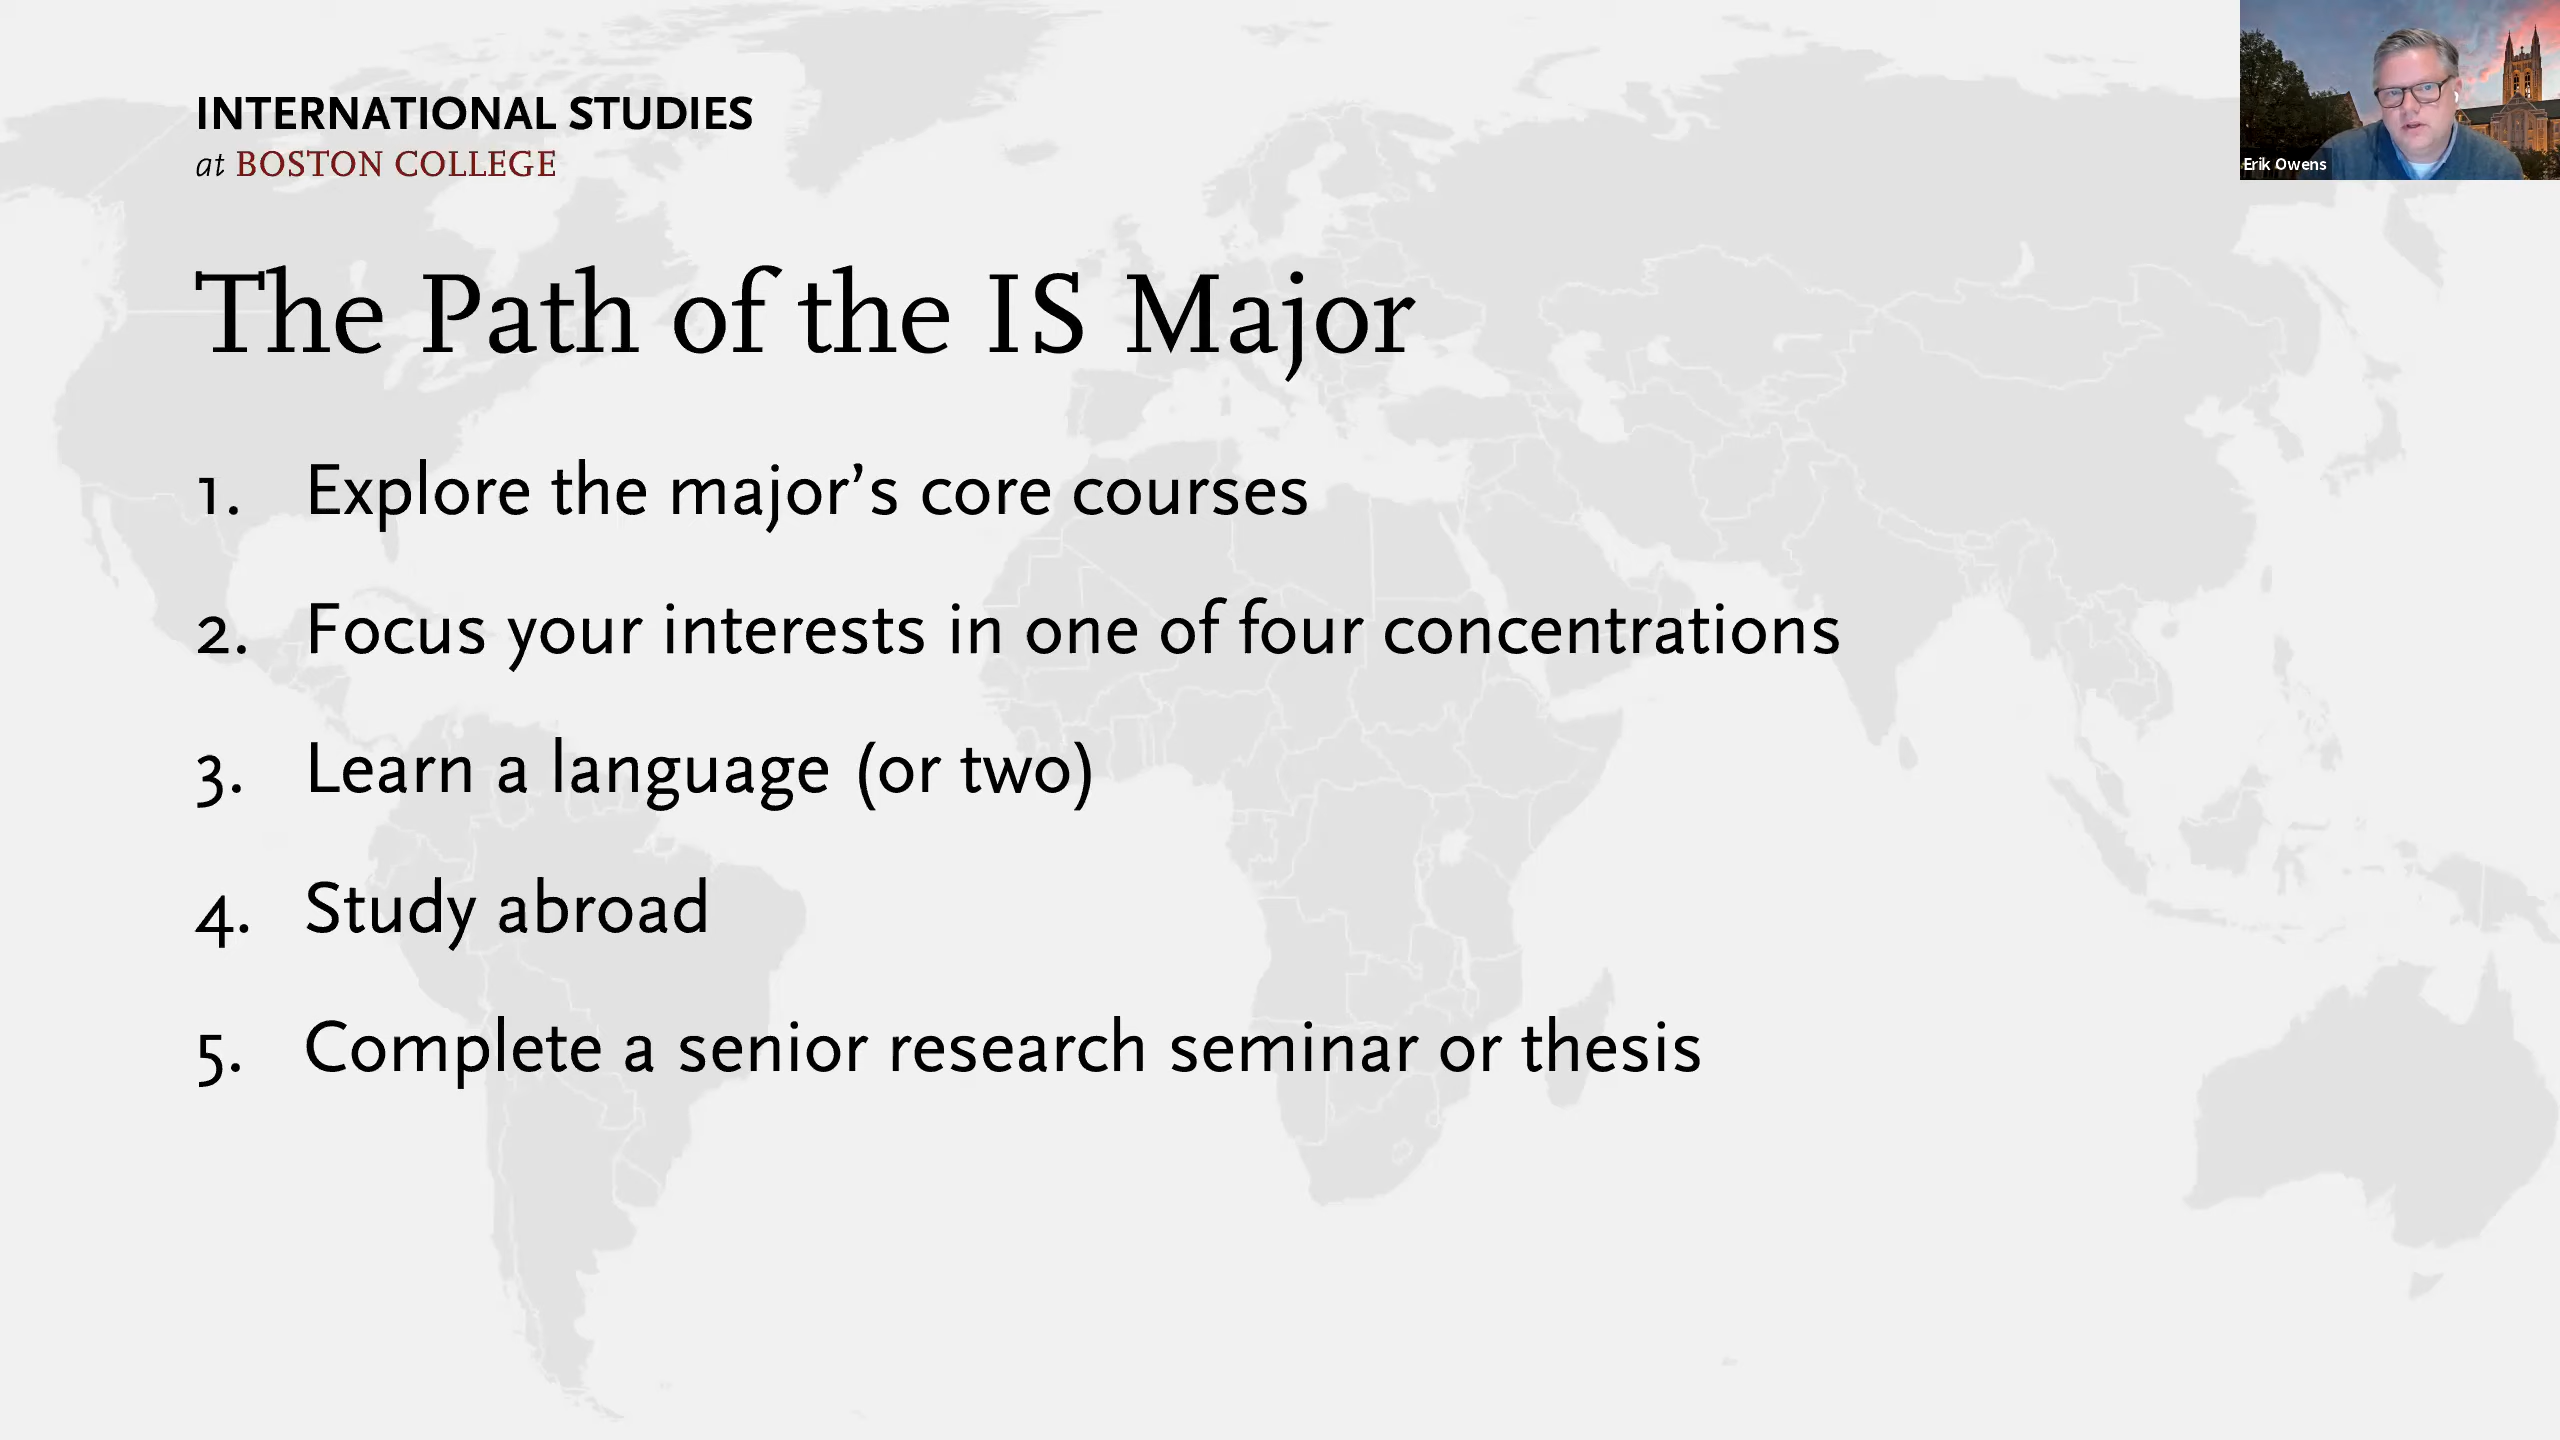 INTERNATIONAL STUDIES
at BOSTON COLLEGE
Erik Owens
The Path of the IS Major
1. Explore the major’s core courses
2. Focus your interests in one of four concentrations
3. Learn a language (or two)
4. Study abroad
5. Complete a senior research seminar or thesis